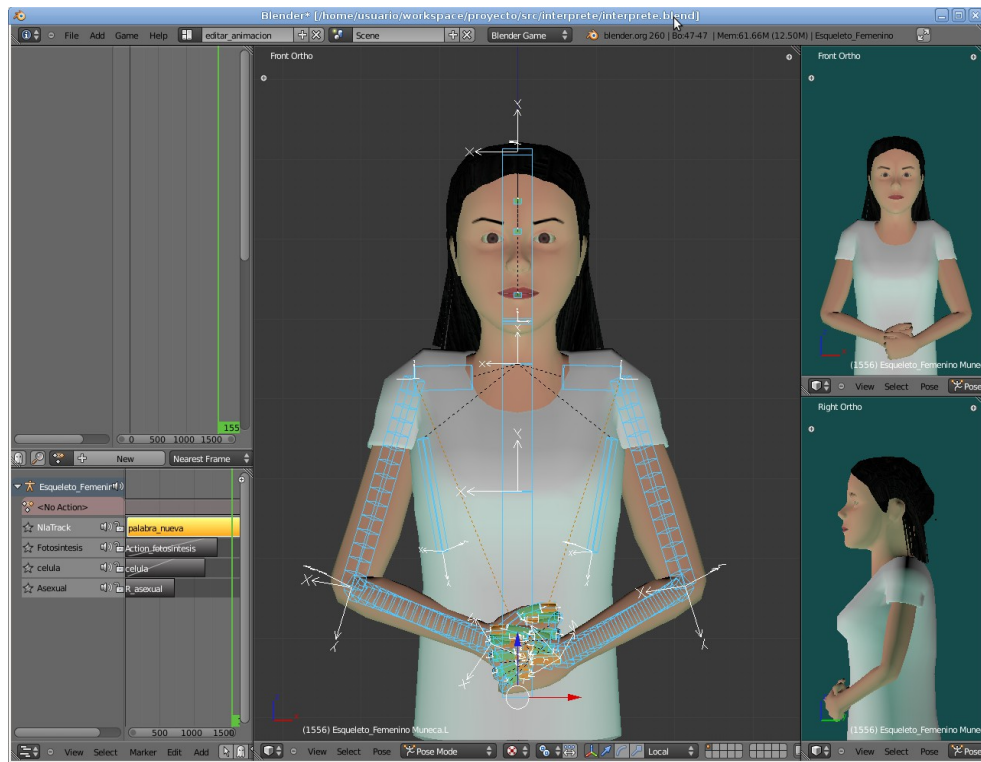 Blender* [/home/usuario/workspace/proyecto/src/interprete/interprete.blend]
File Add Game Help editar_animacion Scene Blender Game blender.org 260 | Bo:47-47 | Mem:61.66M (12.50M) | Esqueleto_Femenino
Front Ortho
X
Y
(1556) Esqueleto_Femenino Muneca.L
View Select Pose Pose Mode Local
Front Ortho
(1556) Esqueleto_Femenino Mune
View Select Pose Pose
Right Ortho
(1556) Esqueleto_Femenino Mune
View Select Pose Pose
155
0 500 1000 1500
New Nearest Frame
Esqueleto_Femenin
<No Action>
NlaTrack palabra_nueva
Fotosintesis Action_fotosintesis
celula celula
Asexual R_asexual
0 500 1000 1500
View Select Marker Edit Add